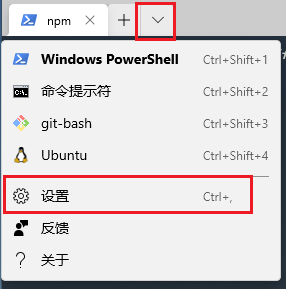 npm
Windows PowerShell Ctrl+Shift+1
命令提示符 Ctrl+Shift+2
git-bash Ctrl+Shift+3
Ubuntu Ctrl+Shift+4
设置 Ctrl+,
反馈
关于